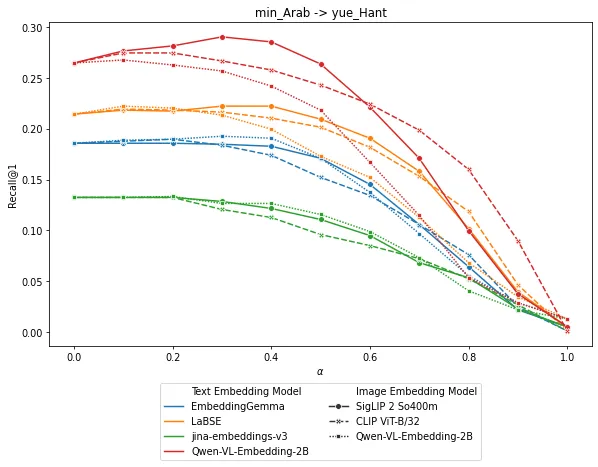 min_Arab -> yue_Hant
Recall@1
0.30
0.25
0.20
0.15
0.10
0.05
0.00
0.0 0.2 0.4 0.6 0.8 1.0
α
Text Embedding Model Image Embedding Model
EmbeddingGemma SigLIP 2 So400m
LaBSE CLIP ViT-B/32
jina-embeddings-v3 Qwen-VL-Embedding-2B
Qwen-VL-Embedding-2B